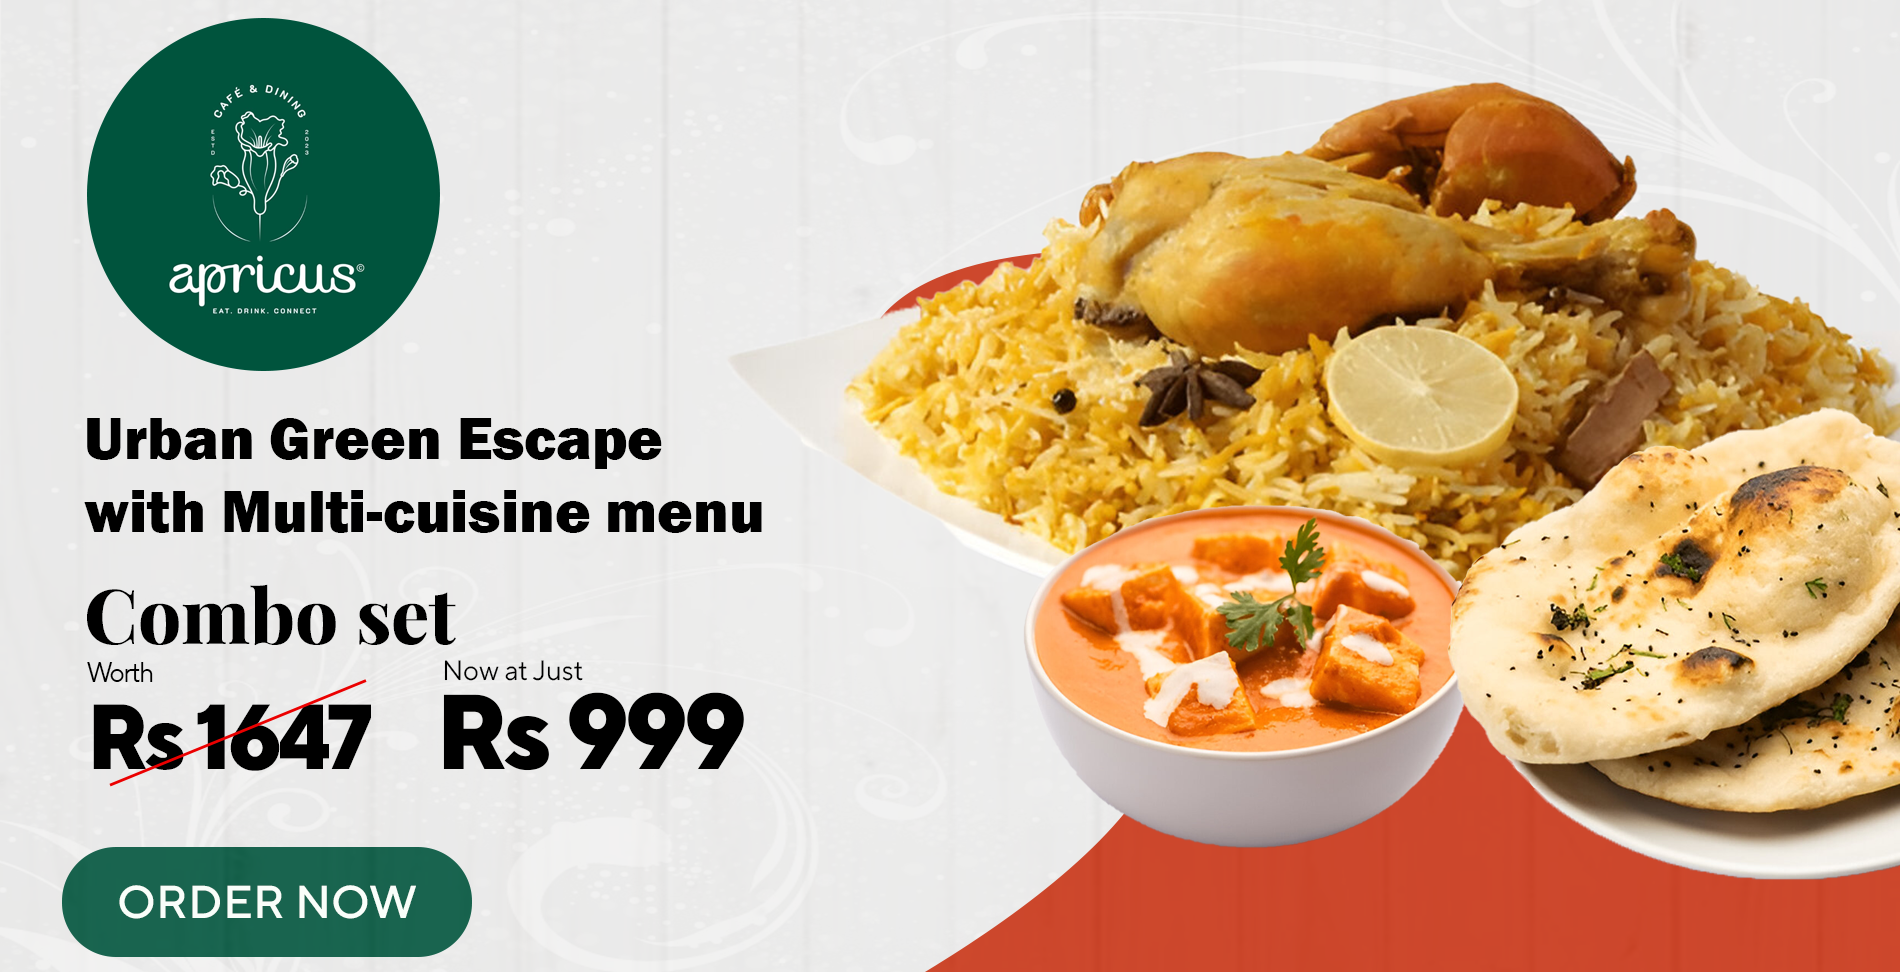 CAFÉ & DINING
ESTD 2023
apricus©
EAT. DRINK. CONNECT
Urban Green Escape
with Multi-cuisine menu
Combo set
Worth
Rs 1647
Now at Just
Rs 999
ORDER NOW